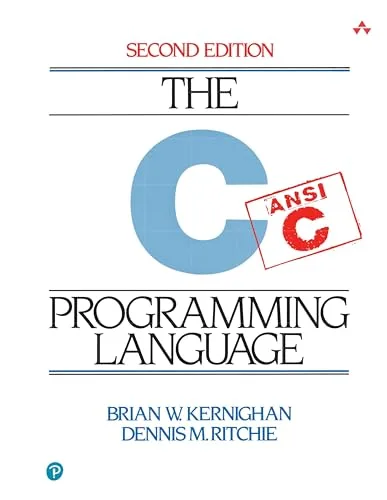 SECOND EDITION
THE
C
ANSI
C
PROGRAMMING
LANGUAGE
BRIAN W. KERNIGHAN
DENNIS M. RITCHIE
P